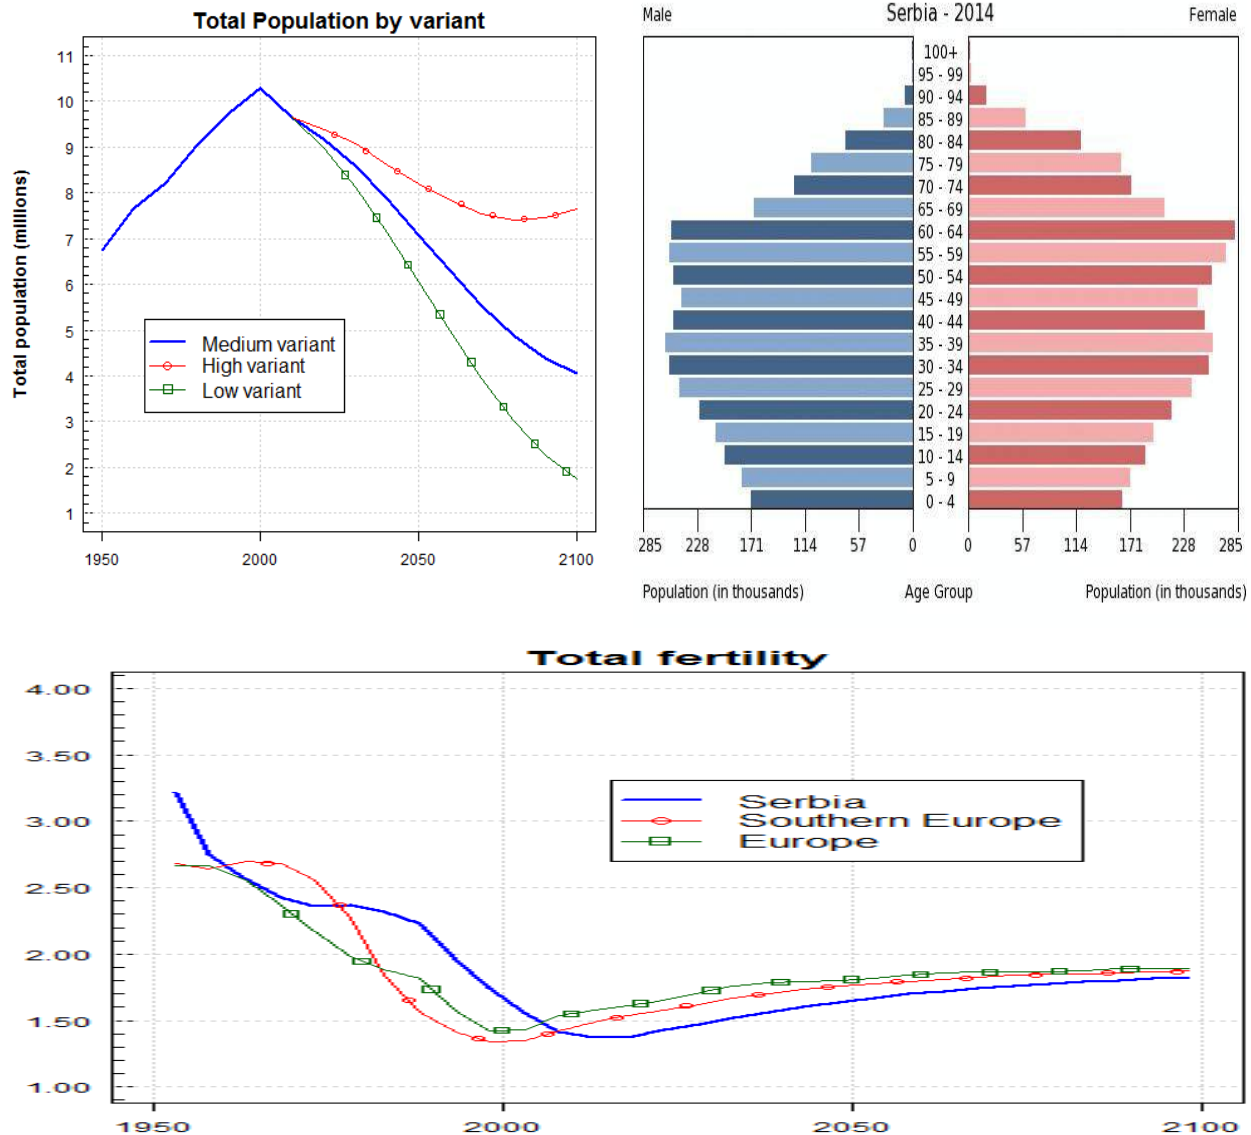 Total Population by variant
Total population (millions)
11
10
9
8
7
6
5
4
3
2
1
Medium variant
High variant
Low variant
1950 2000 2050 2100
Male Serbia - 2014 Female
100+
95 - 99
90 - 94
85 - 89
80 - 84
75 - 79
70 - 74
65 - 69
60 - 64
55 - 59
50 - 54
45 - 49
40 - 44
35 - 39
30 - 34
25 - 29
20 - 24
15 - 19
10 - 14
5 - 9
0 - 4
285 228 171 114 57 0 0 57 114 171 228 285
Population (in thousands) Age Group Population (in thousands)
Total fertility
4.00
3.50
3.00
2.50
2.00
1.50
1.00
Serbia
Southern Europe
Europe
1950 2000 2050 2100